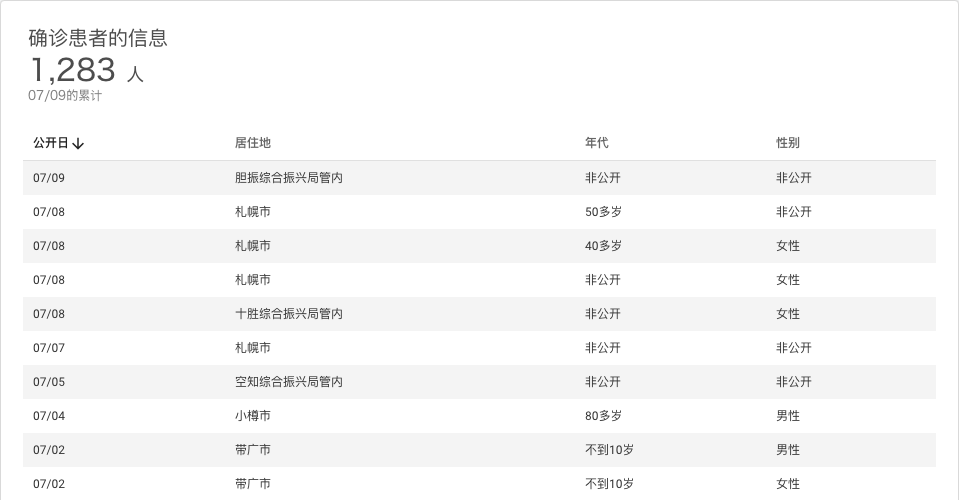 确诊患者的信息
1,283 人
07/09的累计
公开日↓ 居住地 年代 性别
07/09 胆振综合振兴局管内 非公开 非公开
07/08 札幌市 50多岁 非公开
07/08 札幌市 40多岁 女性
07/08 札幌市 非公开 女性
07/08 十胜综合振兴局管内 非公开 女性
07/07 札幌市 非公开 非公开
07/05 空知综合振兴局管内 非公开 非公开
07/04 小樽市 80多岁 男性
07/02 带广市 不到10岁 男性
07/02 带广市 不到10岁 女性